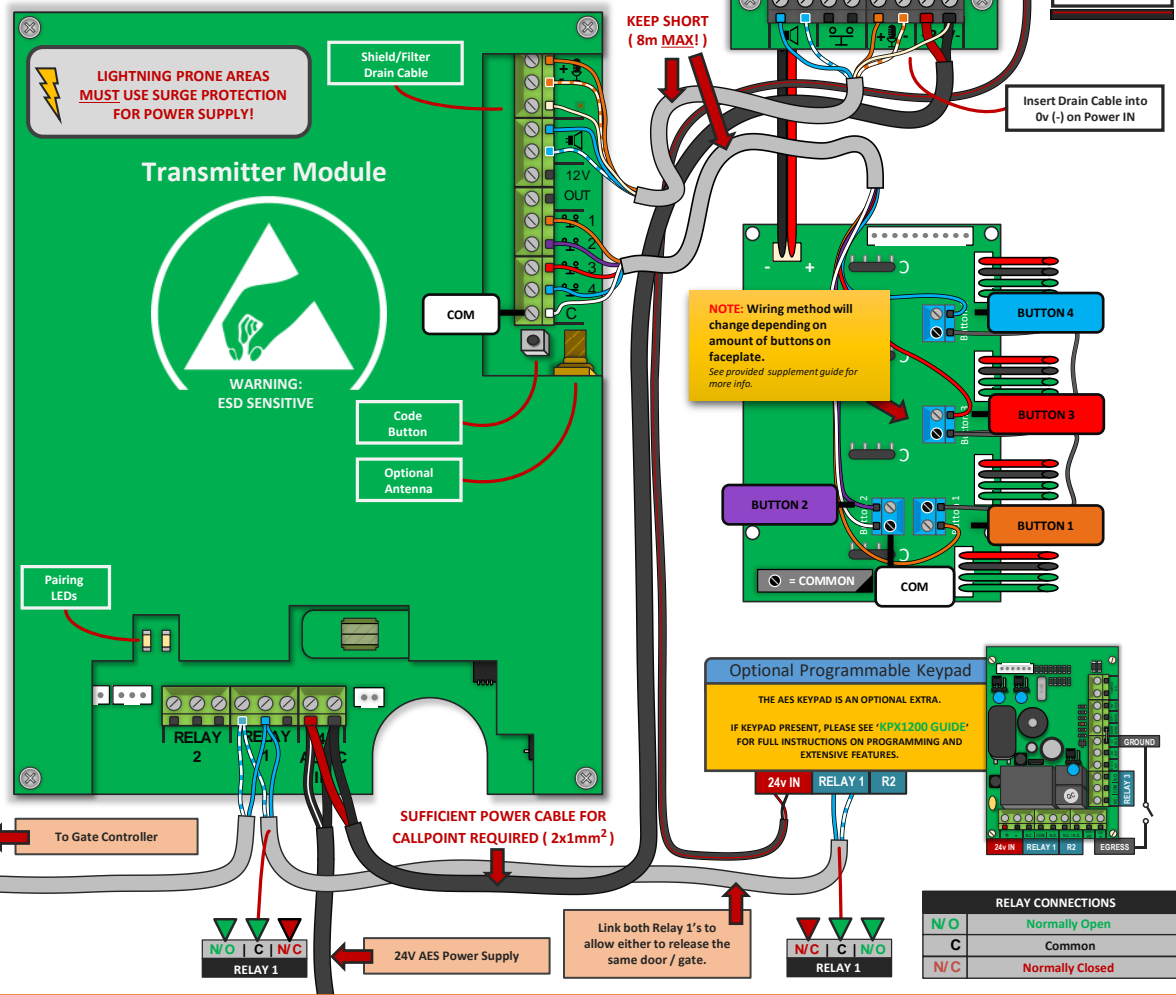 KEEP SHORT
( 8m MAX! )
LIGHTNING PRONE AREAS
MUST USE SURGE PROTECTION
FOR POWER SUPPLY!
Shield/Filter
Drain Cable
Insert Drain Cable into
0v (-) on Power IN
Transmitter Module
12V
OUT
1
2
3
4
C
COM
WARNING:
ESD SENSITIVE
Code
Button
Optional
Antenna
Pairing
LEDs
- +
NOTE: Wiring method will
change depending on
amount of buttons on
faceplate.
See provided supplement guide for
more info.
BUTTON 4
BUTTON 3
BUTTON 2
Button 2
BUTTON 1
= COMMON
COM
RELAY
2
RELAY
1
Optional Programmable Keypad
THE AES KEYPAD IS AN OPTIONAL EXTRA.
IF KEYPAD PRESENT, PLEASE SEE ‘KPX1200 GUIDE’
FOR FULL INSTRUCTIONS ON PROGRAMMING AND
EXTENSIVE FEATURES.
24v IN RELAY 1 R2
GROUND
RELAY 3
24v IN RELAY 1 R2 EGRESS
To Gate Controller
SUFFICIENT POWER CABLE FOR
CALLPOINT REQUIRED ( 2x1mm² )
N/O | C | N/C
RELAY 1
24V AES Power Supply
Link both Relay 1's to
allow either to release the
same door / gate.
N/C | C | N/O
RELAY 1
RELAY CONNECTIONS
N/O Normally Open
C Common
N/C Normally Closed